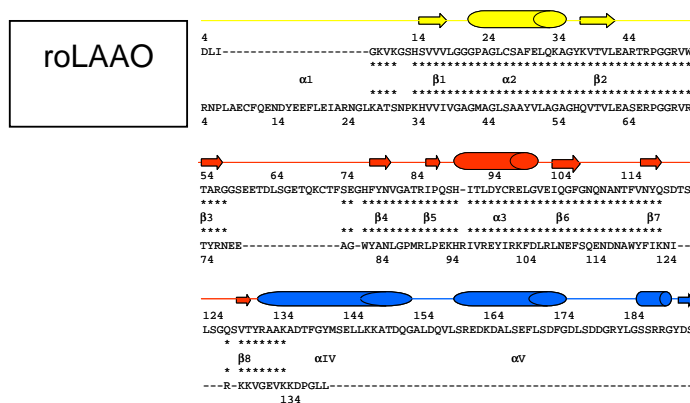 roLAAO
4 14 24 34 44
DLI---------------------GKVKGSHSVVVLGGGPAGLCSAFELQKAGYKVTVLEARTRPGGRVW
**** ****************************************
α1 β1 α2 β2
RNPLAECFQENDYEEFLEIARNGLKATSNPKHVVIVGAGMAGLSAAYVLAGAGHQVTVLEASERPGGRVR
4 14 24 34 44 54 64
54 64 74 84 94 104 114
TARGGSEETDLSGETQKCTFSEGHFYNVGATRIPQSH-ITLDYCRELGVEIQGFGNQNANTFVNYQSDTS
**** ** ************** ****************************
β3 β4 β5 α3 β6 β7
TYRNEE--------------AG-WYANLGPMRLPEKHRIVREYIRKFDLRLNEFSQENDNAWYFIKNI--
74 84 94 104 114 124
124 134 144 154 164 174 184
LSGQSVTYRAAKADTFGYMSELLKKATDQGALDQVLSREDKDALSEFLSDFGDLSDDGRYLGSSRRGYDS
* *******
β8 αIV αV
---R-KKVGEVKKDPGLL----------------------------------------------------
134